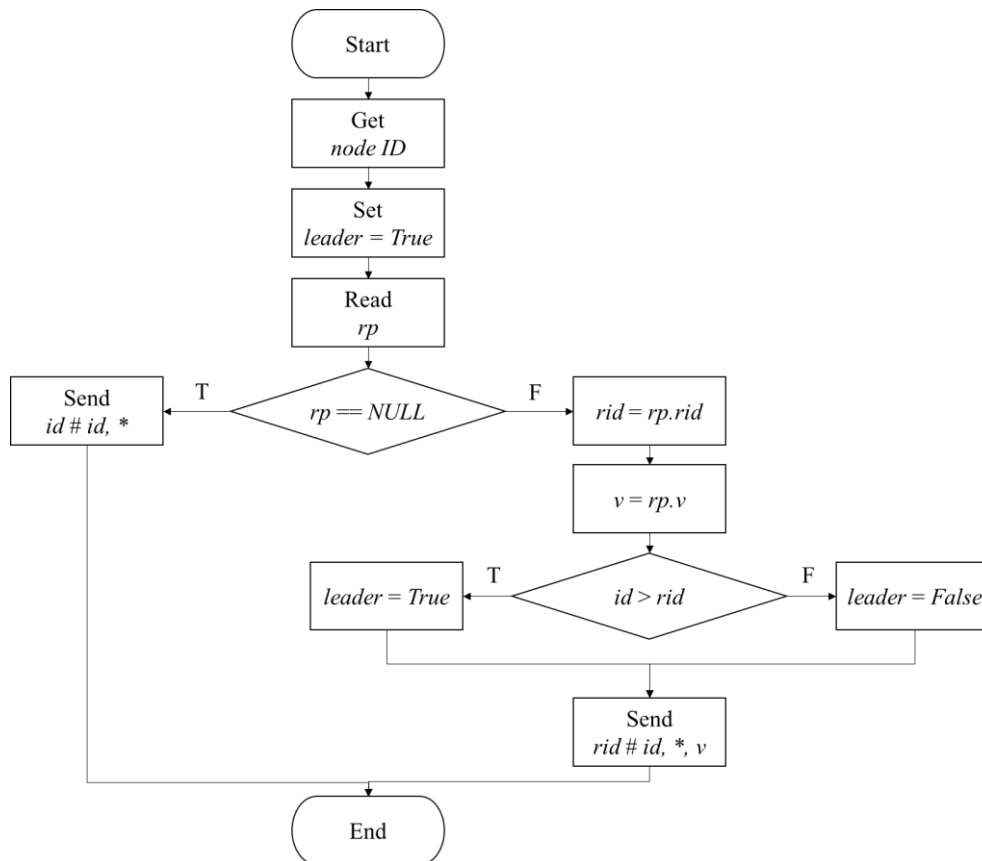 Start
Get
node ID
Set
leader = True
Read
rp
T
F
Send
id # id, *
rp == NULL
rid = rp.rid
v = rp.v
T
F
leader = True
id > rid
leader = False
Send
rid # id, *, v
End